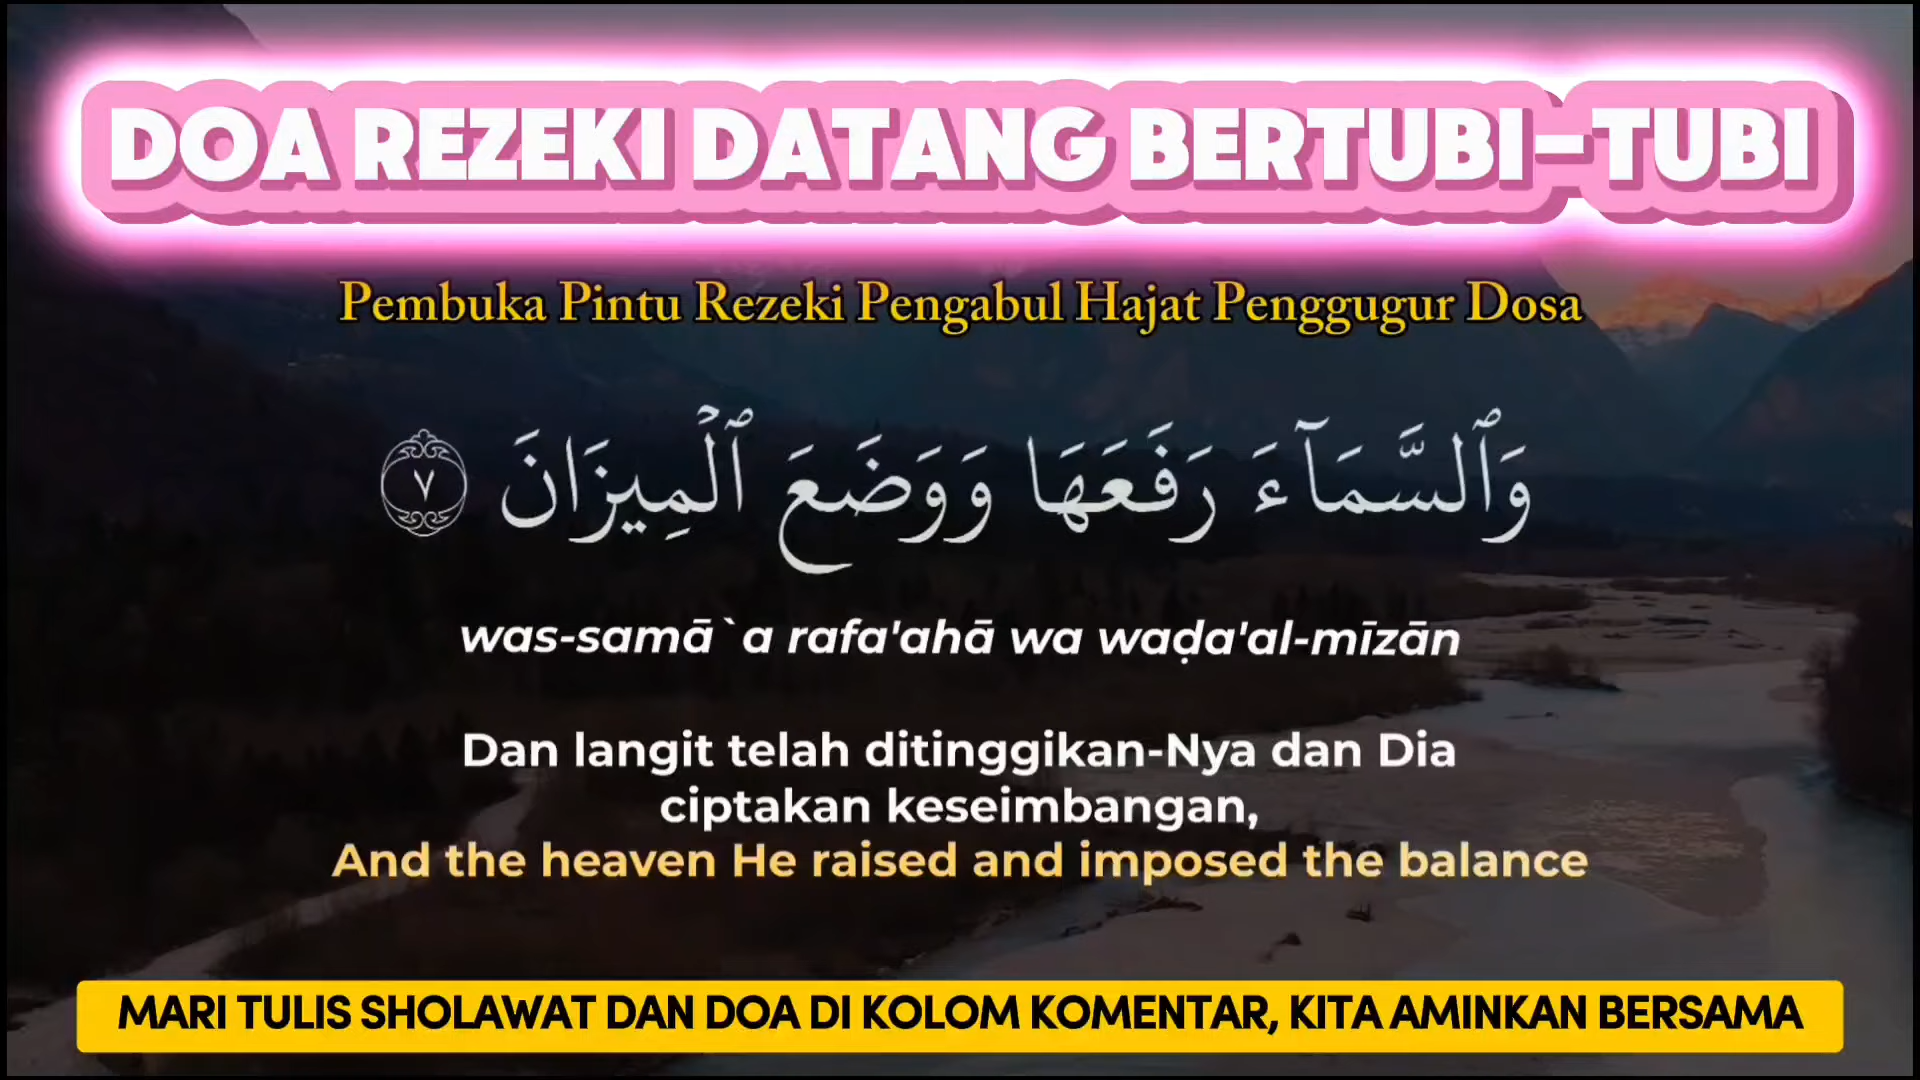 DOA REZEKI DATANG BERTUBI-TUBI
Pembuka Pintu Rezeki Pengabul Hajat Penggugur Dosa
وَٱلسَّمَآءَ رَفَعَهَا وَوَضَعَ ٱلْمِيزَانَ ٧
was-samā`a rafa'ahā wa waḍa'al-mīzān
Dan langit telah ditinggikan-Nya dan Dia
ciptakan keseimbangan,
And the heaven He raised and imposed the balance
MARI TULIS SHOLAWAT DAN DOA DI KOLOM KOMENTAR, KITA AMINKAN BERSAMA